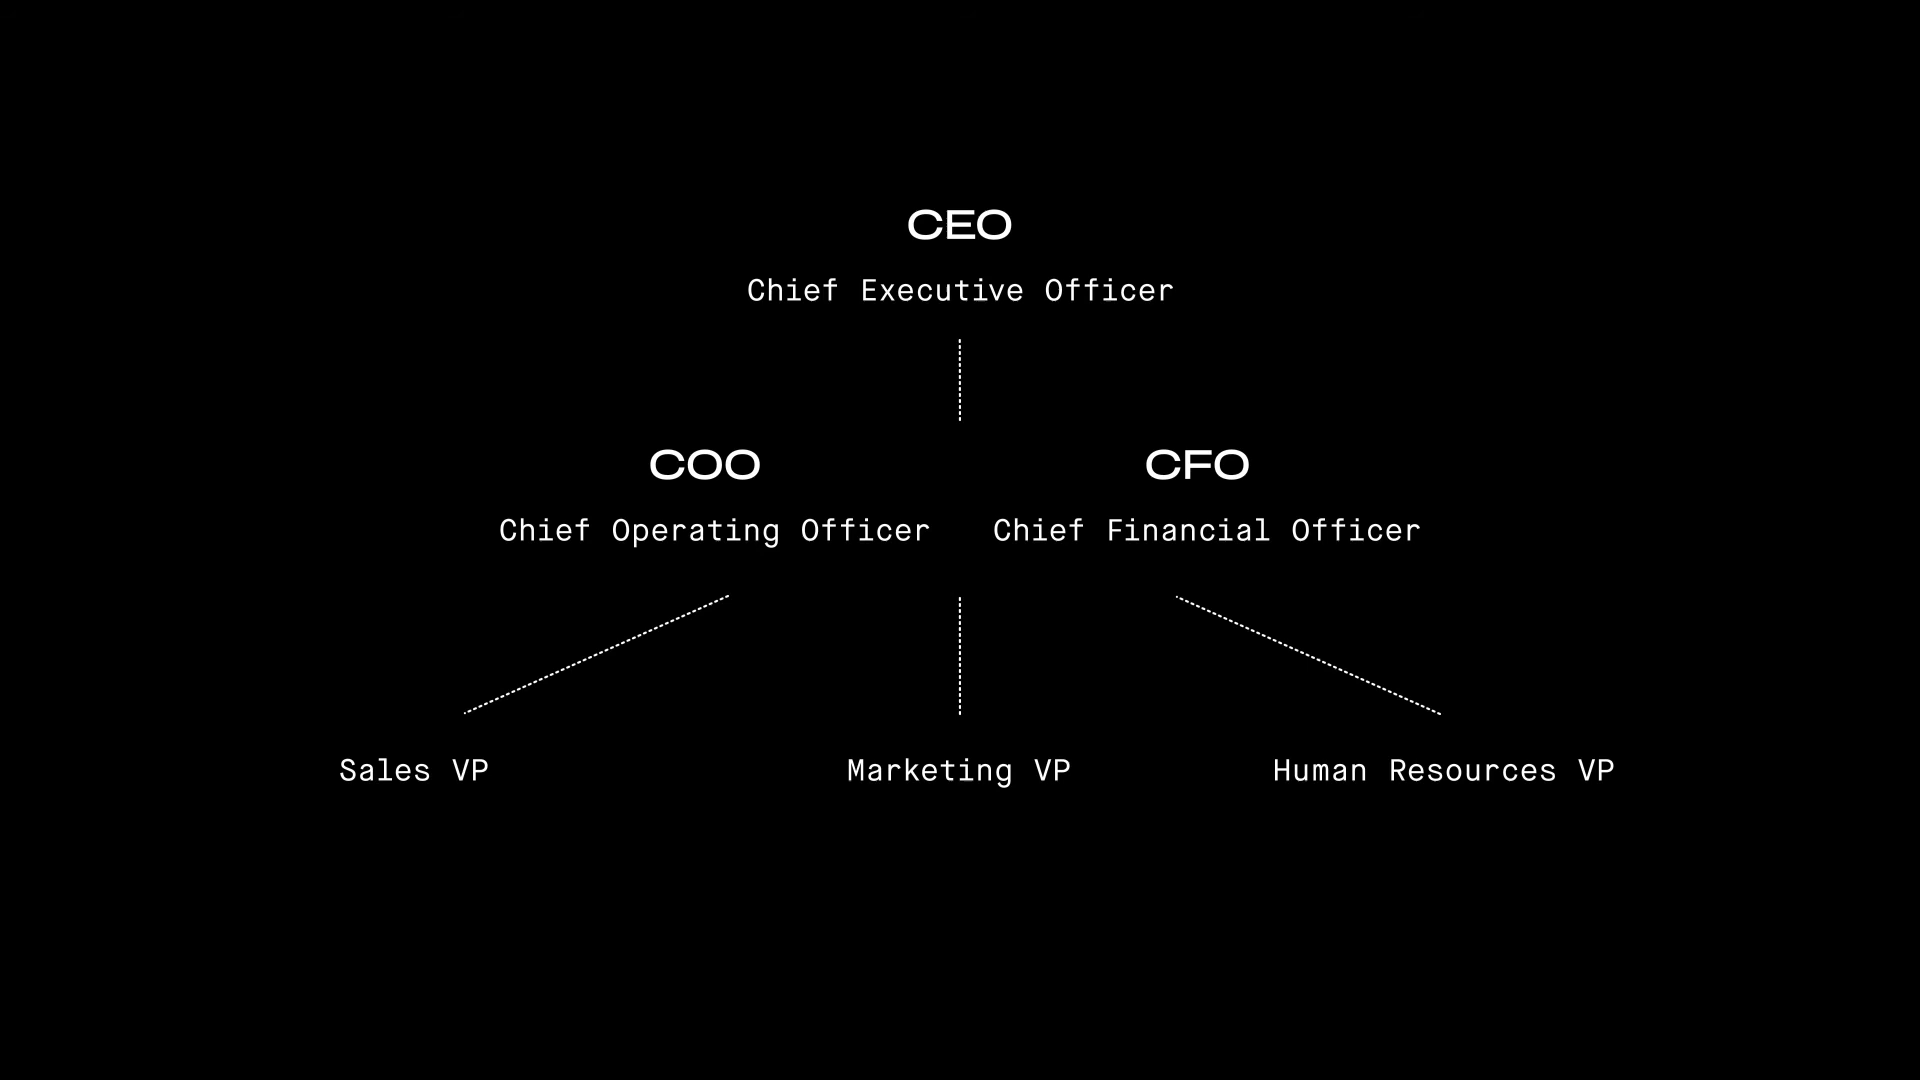 CEO
Chief Executive Officer
COO
CFO
Chief Operating Officer
Chief Financial Officer
Sales VP
Marketing VP
Human Resources VP